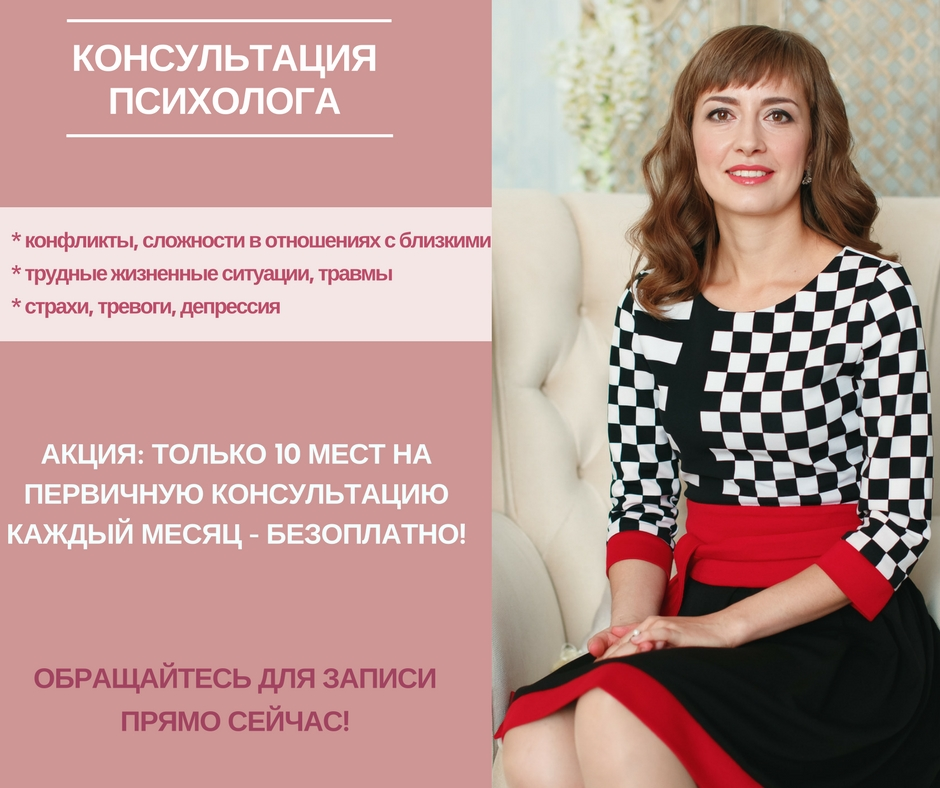 КОНСУЛЬТАЦИЯ
ПСИХОЛОГА
* конфликты, сложности в отношениях с близкими
* трудные жизненные ситуации, травмы
* страхи, тревоги, депрессия
АКЦИЯ: ТОЛЬКО 10 МЕСТ НА
ПЕРВИЧНУЮ КОНСУЛЬТАЦИЮ
КАЖДЫЙ МЕСЯЦ - БЕЗОПЛАТНО!
ОБРАЩАЙТЕСЬ ДЛЯ ЗАПИСИ
ПРЯМО СЕЙЧАС!